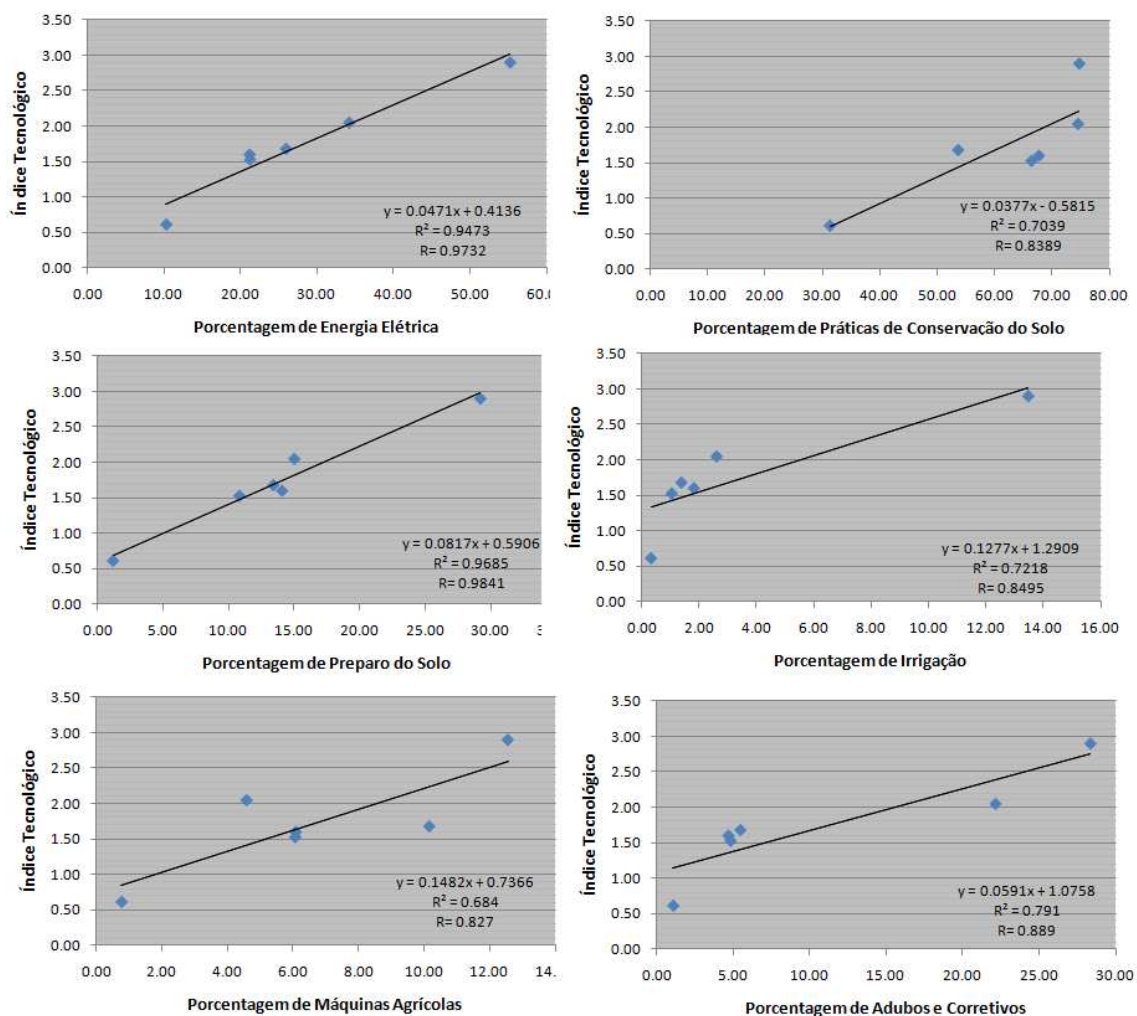 3.50
3.00
2.50
2.00
1.50
1.00
0.50
0.00
Índice Tecnológico
y = 0.0471x + 0.4136
R² = 0.9473
R= 0.9732
0.00 10.00 20.00 30.00 40.00 50.00 60.0
Porcentagem de Energia Elétrica
3.50
3.00
2.50
2.00
1.50
1.00
0.50
0.00
Índice Tecnológico
y = 0.0377x - 0.5815
R² = 0.7039
R= 0.8389
0.00 10.00 20.00 30.00 40.00 50.00 60.00 70.00 80.00
Porcentagem de Práticas de Conservação do Solo
3.50
3.00
2.50
2.00
1.50
1.00
0.50
0.00
Índice Tecnológico
y = 0.0817x + 0.5906
R² = 0.9685
R= 0.9841
0.00 5.00 10.00 15.00 20.00 25.00 30.00
Porcentagem de Preparo do Solo
3.50
3.00
2.50
2.00
1.50
1.00
0.50
0.00
Índice Tecnológico
y = 0.1277x + 1.2909
R² = 0.7218
R= 0.8495
0.00 2.00 4.00 6.00 8.00 10.00 12.00 14.00 16.00
Porcentagem de Irrigação
3.50
3.00
2.50
2.00
1.50
1.00
0.50
0.00
Índice Tecnológico
y = 0.1482x + 0.7366
R² = 0.684
R= 0.827
0.00 2.00 4.00 6.00 8.00 10.00 12.00 14.
Porcentagem de Máquinas Agrícolas
3.50
3.00
2.50
2.00
1.50
1.00
0.50
0.00
Índice Tecnológico
y = 0.0591x + 1.0758
R² = 0.791
R= 0.889
0.00 5.00 10.00 15.00 20.00 25.00 30.00
Porcentagem de Adubos e Corretivos